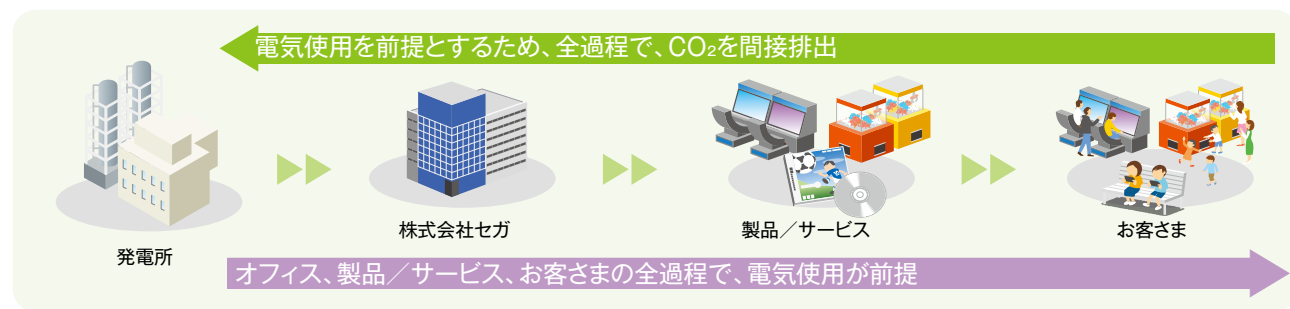 電気使用を前提とするため、全過程で、CO₂を間接排出
発電所
株式会社セガ
製品／サービス
お客さま
オフィス、製品／サービス、お客さまの全過程で、電気使用が前提